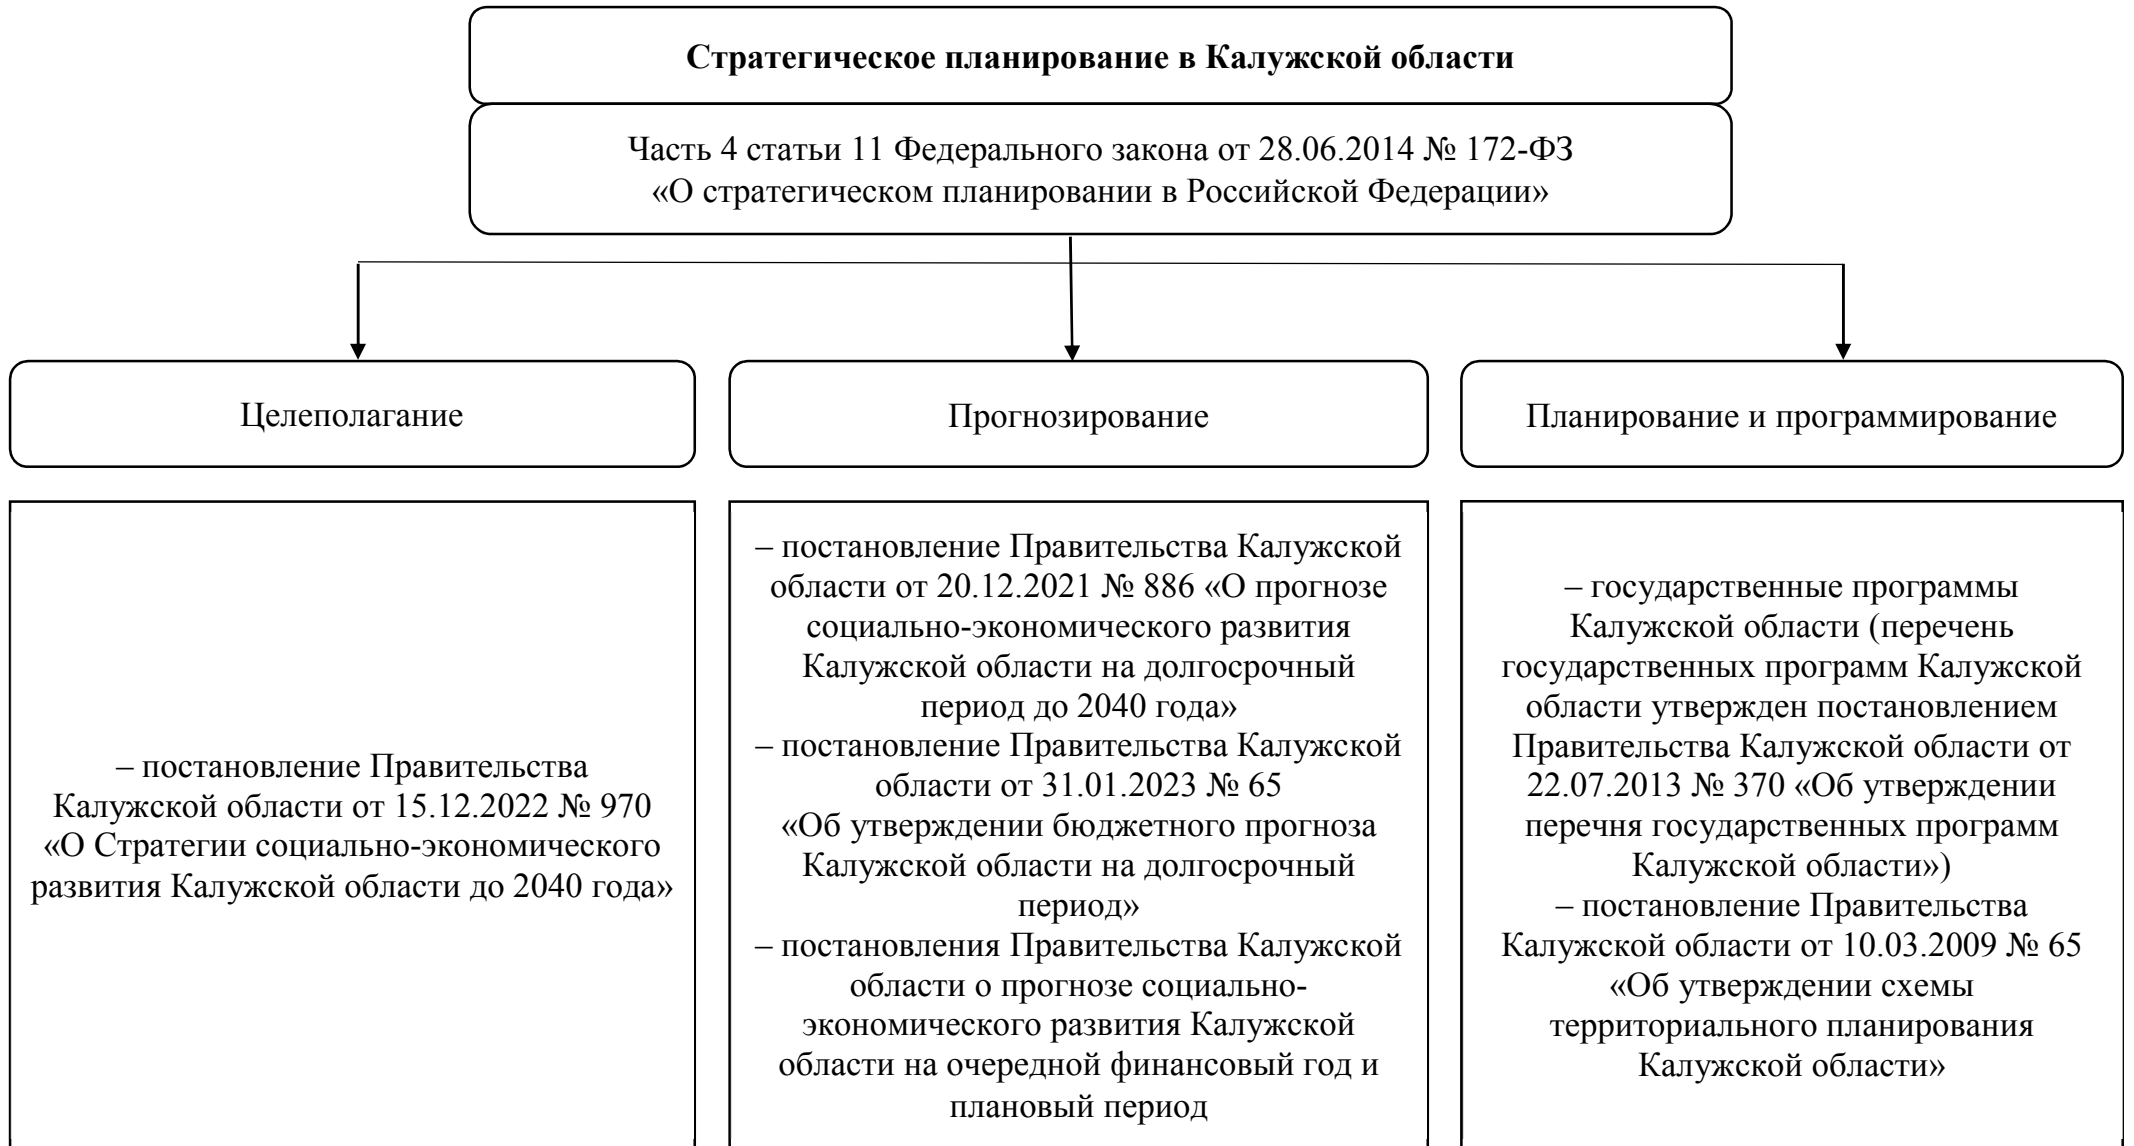 Стратегическое планирование в Калужской области
Часть 4 статьи 11 Федерального закона от 28.06.2014 № 172-ФЗ
«О стратегическом планировании в Российской Федерации»
Целеполагание
Прогнозирование
Планирование и программирование
– постановление Правительства
Калужской области от 15.12.2022 № 970
«О Стратегии социально-экономического
развития Калужской области до 2040 года»
– постановление Правительства Калужской
области от 20.12.2021 № 886 «О прогнозе
социально-экономического развития
Калужской области на долгосрочный
период до 2040 года»
– постановление Правительства Калужской
области от 31.01.2023 № 65
«Об утверждении бюджетного прогноза
Калужской области на долгосрочный
период»
– постановления Правительства Калужской
области о прогнозе социально-
экономического развития Калужской
области на очередной финансовый год и
плановый период
– государственные программы
Калужской области (перечень
государственных программ Калужской
области утвержден постановлением
Правительства Калужской области от
22.07.2013 № 370 «Об утверждении
перечня государственных программ
Калужской области»)
– постановление Правительства
Калужской области от 10.03.2009 № 65
«Об утверждении схемы
территориального планирования
Калужской области»